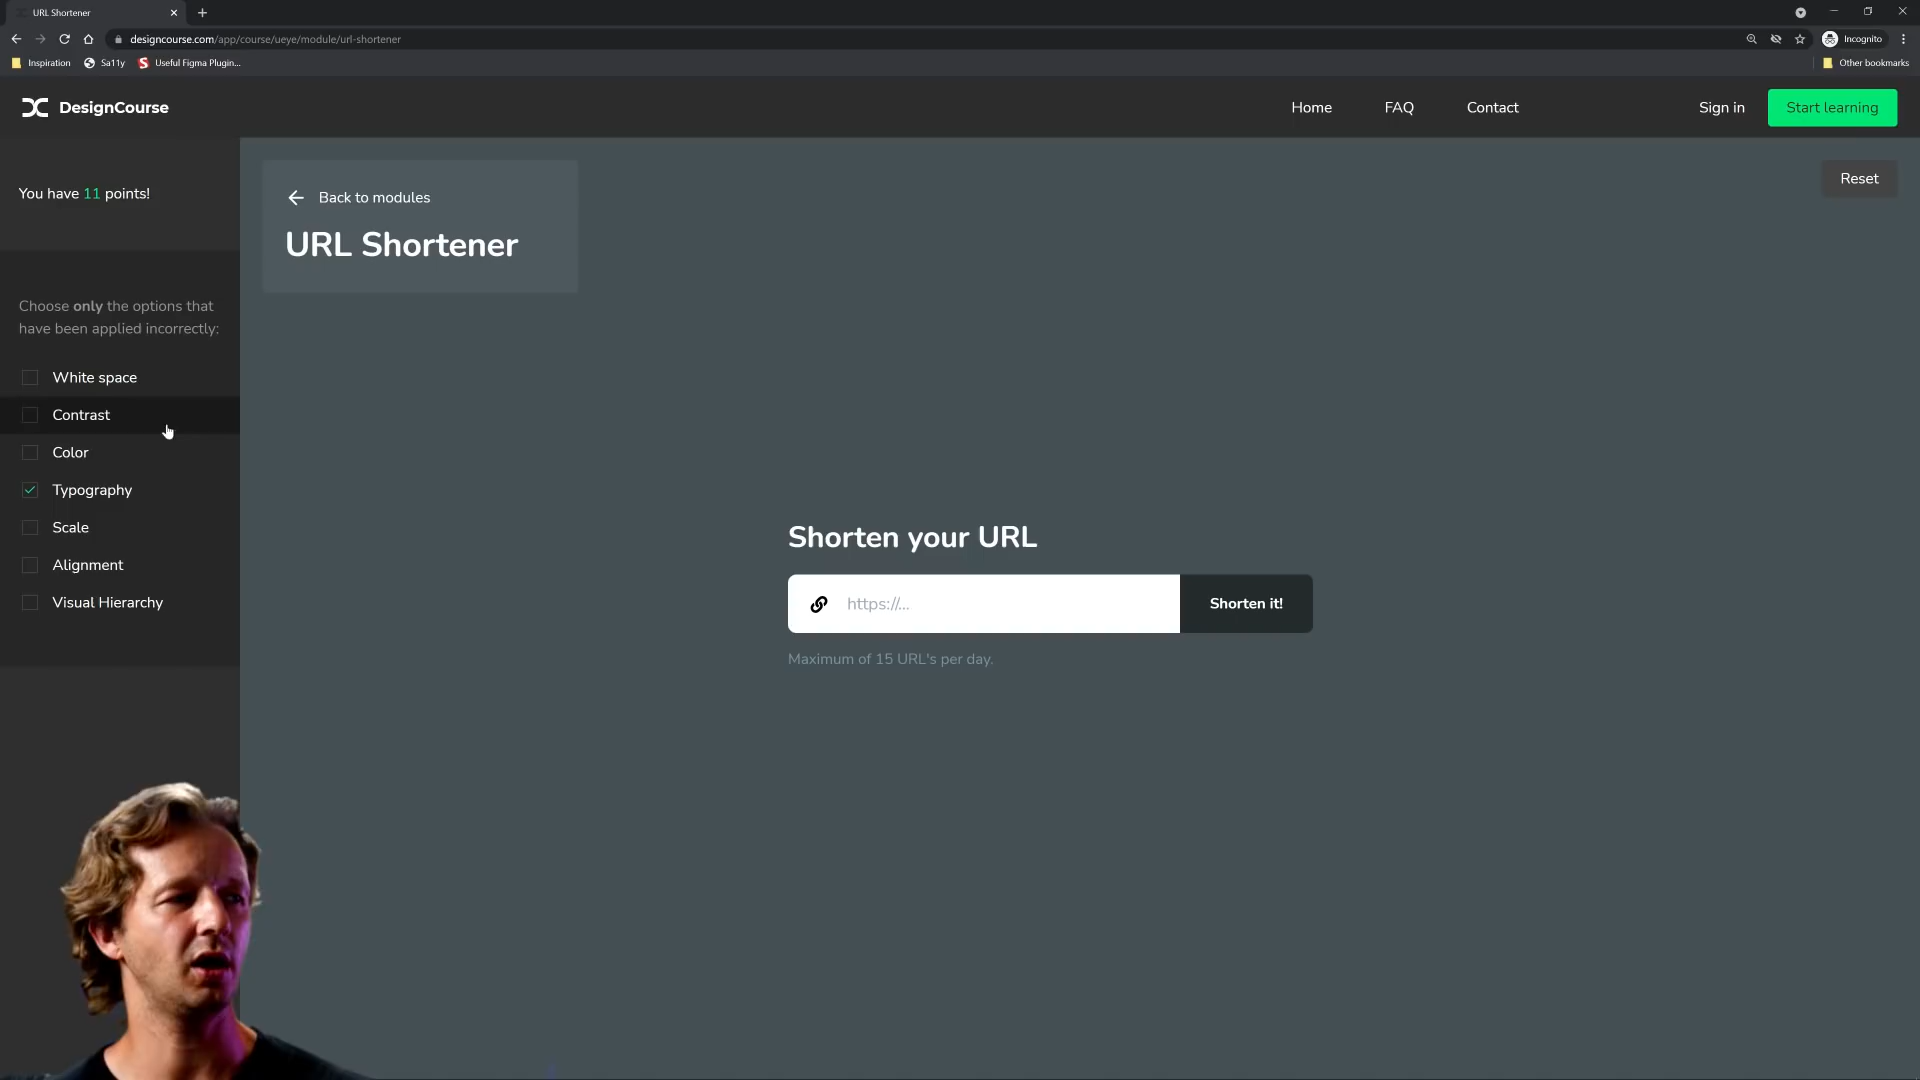 URL Shortener
designcourse.com/app/course/ueye/module/url-shortener
Incognito
Inspiration
Sa11y
Useful Figma Plugin...
Other bookmarks
DesignCourse
Home
FAQ
Contact
Sign in
Start learning
You have 11 points!
Back to modules
URL Shortener
Reset
Choose only the options that
have been applied incorrectly:
White space
Contrast
Color
Typography
Scale
Alignment
Visual Hierarchy
Shorten your URL
https://...
Shorten it!
Maximum of 15 URL's per day.